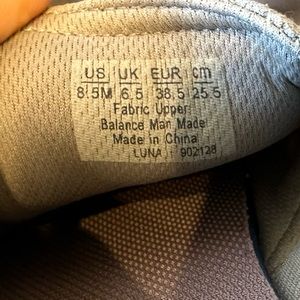 US UK EUR cm
8.5M 6.5 38.5 25.5
Fabric Upper
Balance Man Made
Made in China
LUNA - 902128